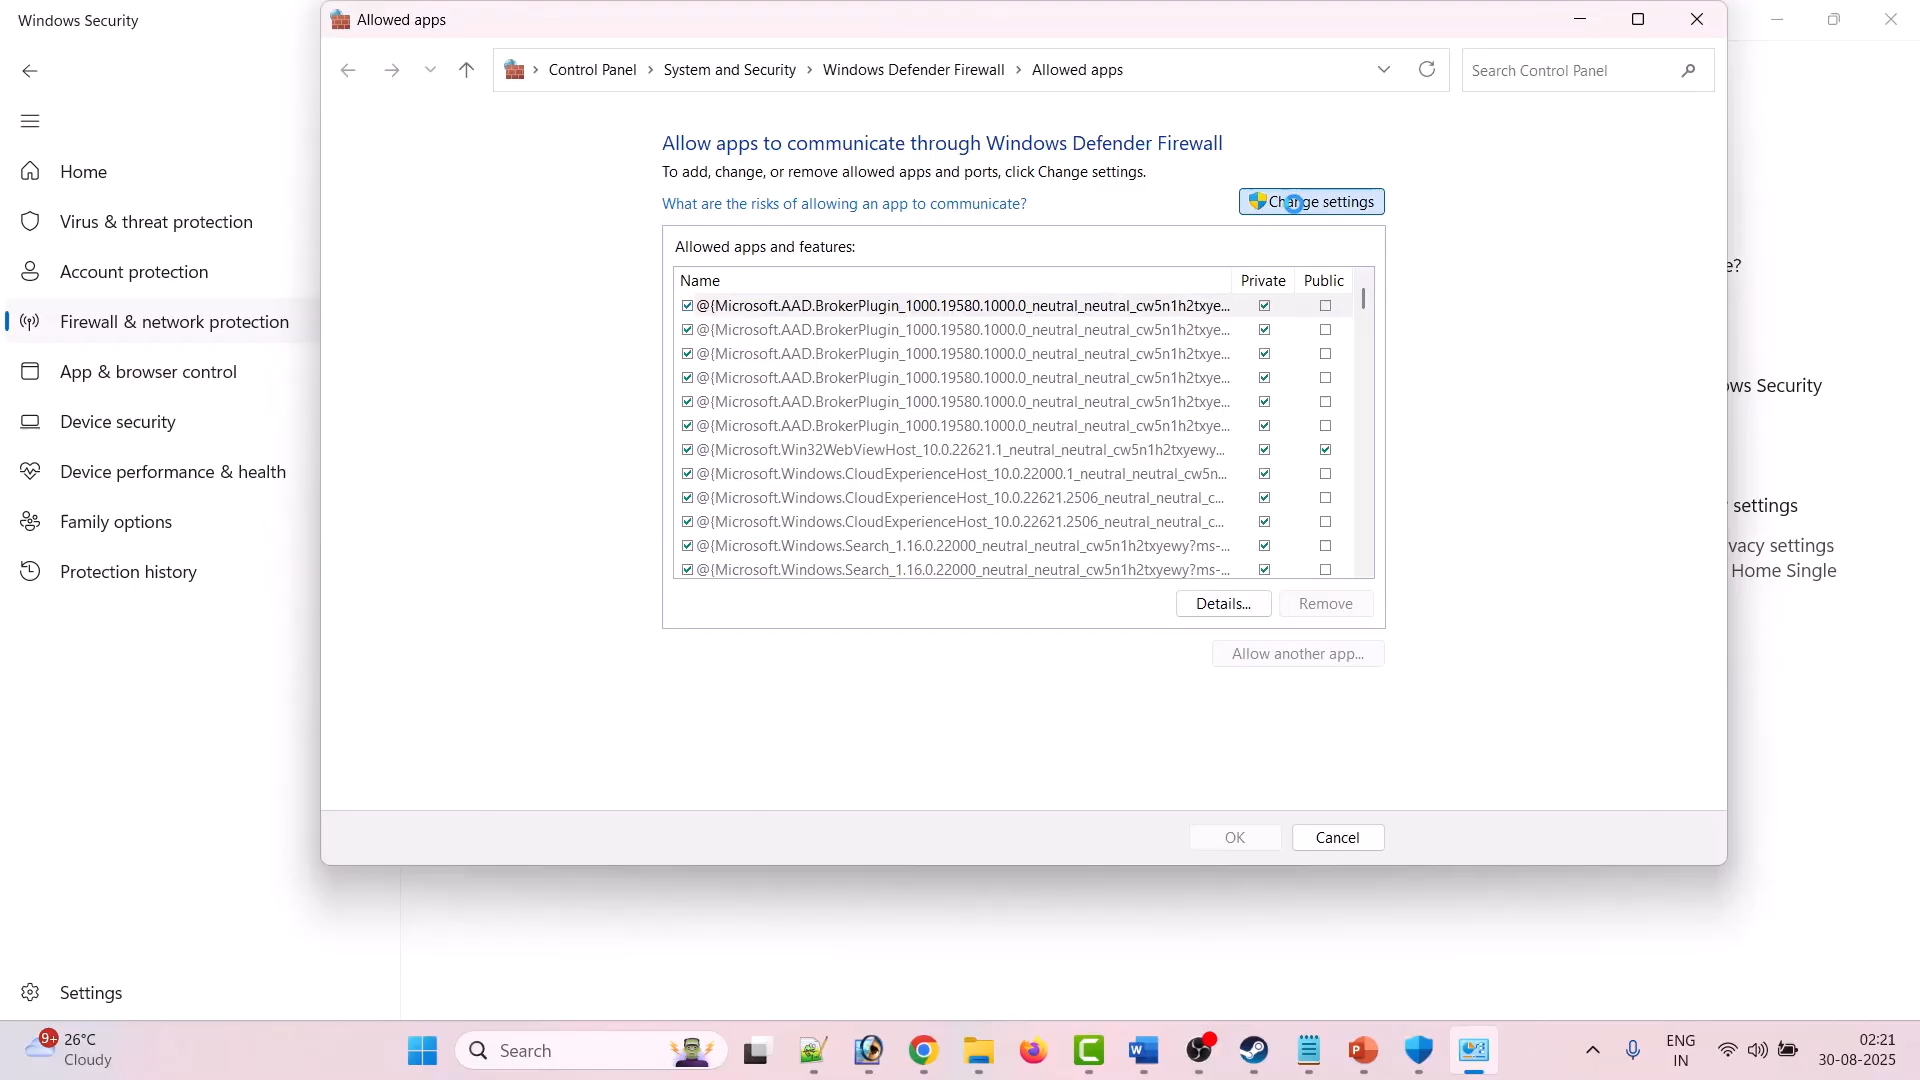 Windows Security
Home
Virus & threat protection
Account protection
Firewall & network protection
App & browser control
Device security
Device performance & health
Family options
Protection history
Settings
Allowed apps
Control Panel › System and Security › Windows Defender Firewall › Allowed apps
Search Control Panel
Allow apps to communicate through Windows Defender Firewall
To add, change, or remove allowed apps and ports, click Change settings.
What are the risks of allowing an app to communicate?
Change settings
Allowed apps and features:
Name Private Public
@{Microsoft.AAD.BrokerPlugin_1000.19580.1000.0_neutral_neutral_cw5n1h2txye...
@{Microsoft.AAD.BrokerPlugin_1000.19580.1000.0_neutral_neutral_cw5n1h2txye...
@{Microsoft.AAD.BrokerPlugin_1000.19580.1000.0_neutral_neutral_cw5n1h2txye...
@{Microsoft.AAD.BrokerPlugin_1000.19580.1000.0_neutral_neutral_cw5n1h2txye...
@{Microsoft.AAD.BrokerPlugin_1000.19580.1000.0_neutral_neutral_cw5n1h2txye...
@{Microsoft.AAD.BrokerPlugin_1000.19580.1000.0_neutral_neutral_cw5n1h2txye...
@{Microsoft.Win32WebViewHost_10.0.22621.1_neutral_neutral_cw5n1h2txyewy...
@{Microsoft.Windows.CloudExperienceHost_10.0.22000.1_neutral_neutral_cw5n...
@{Microsoft.Windows.CloudExperienceHost_10.0.22621.2506_neutral_neutral_c...
@{Microsoft.Windows.CloudExperienceHost_10.0.22621.2506_neutral_neutral_c...
@{Microsoft.Windows.Search_1.16.0.22000_neutral_neutral_cw5n1h2txyewy?ms-...
@{Microsoft.Windows.Search_1.16.0.22000_neutral_neutral_cw5n1h2txyewy?ms-...
Details... Remove
Allow another app...
OK Cancel
e?
ws Security
settings
vacy settings
Home Single
9+
26°C
Cloudy
Search
ENG
IN
02:21
30-08-2025